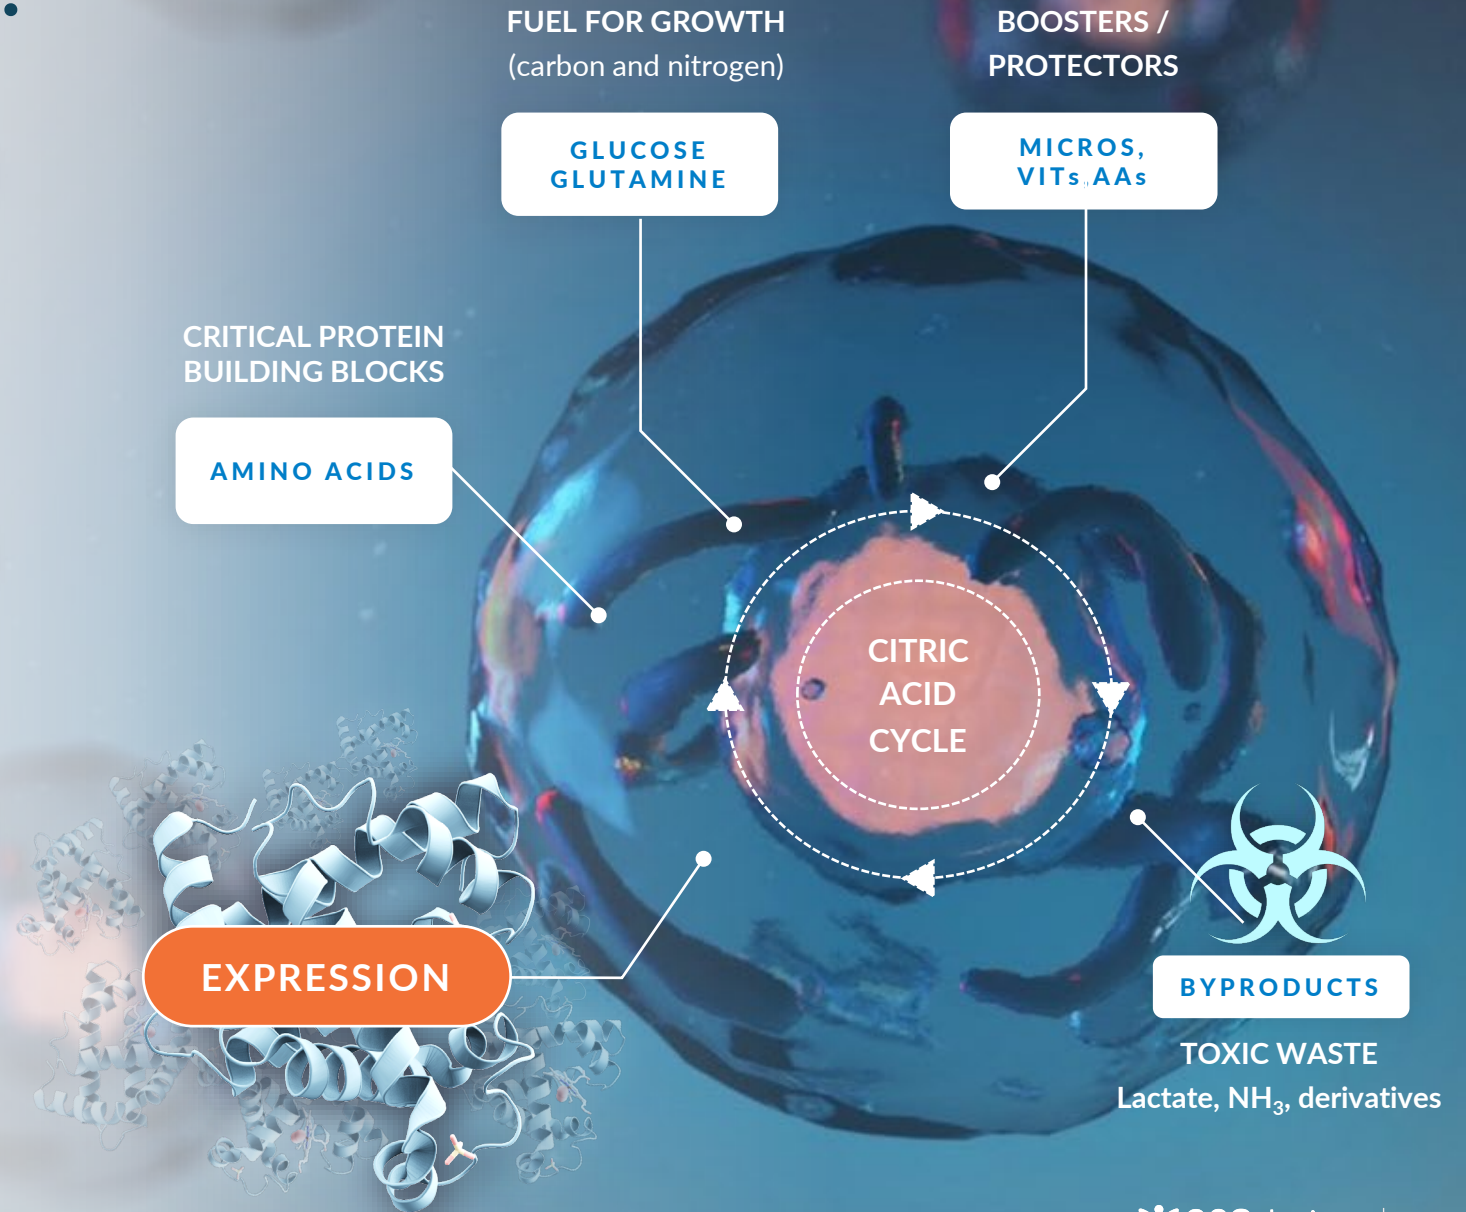 FUEL FOR GROWTH
(carbon and nitrogen)
GLUCOSE
GLUTAMINE
BOOSTERS /
PROTECTORS
MICROS,
VITs,AAs
CRITICAL PROTEIN
BUILDING BLOCKS
AMINO ACIDS
CITRIC
ACID
CYCLE
EXPRESSION
BYPRODUCTS
TOXIC WASTE
Lactate, NH₃, derivatives